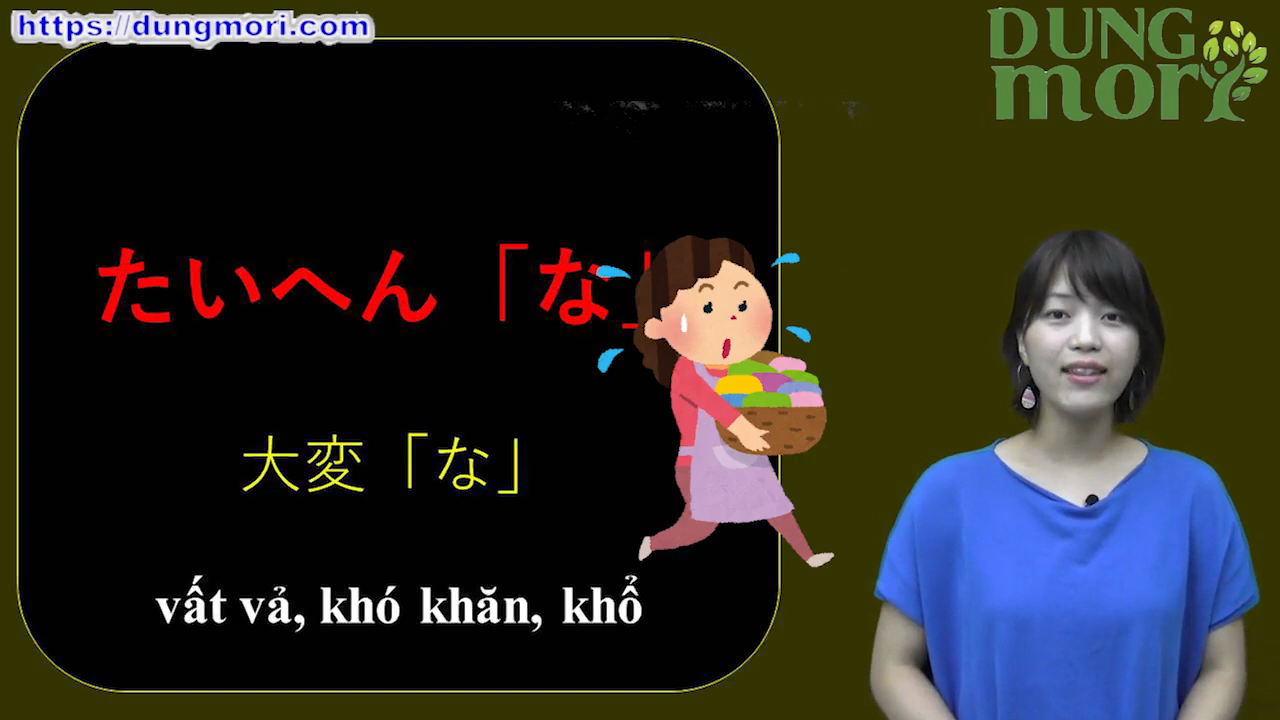 https://dungmori.com
DUNG
mori
たいへん「な」
大変「な」
vất vả, khó khăn, khổ